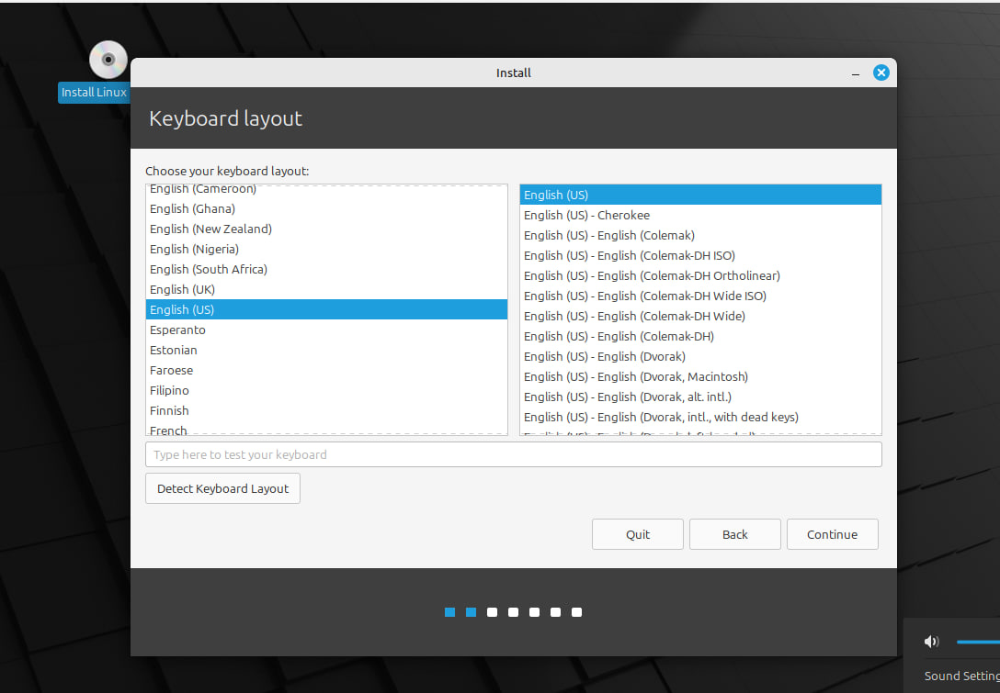 Install Linux
Install
Keyboard layout
Choose your keyboard layout:
English (Cameroon)
English (Ghana)
English (New Zealand)
English (Nigeria)
English (South Africa)
English (UK)
English (US)
Esperanto
Estonian
Faroese
Filipino
Finnish
French
English (US)
English (US) - Cherokee
English (US) - English (Colemak)
English (US) - English (Colemak-DH ISO)
English (US) - English (Colemak-DH Ortholinear)
English (US) - English (Colemak-DH Wide ISO)
English (US) - English (Colemak-DH Wide)
English (US) - English (Colemak-DH)
English (US) - English (Dvorak)
English (US) - English (Dvorak, Macintosh)
English (US) - English (Dvorak, alt. intl.)
English (US) - English (Dvorak, intl., with dead keys)
Type here to test your keyboard
Detect Keyboard Layout
Quit
Back
Continue
Sound